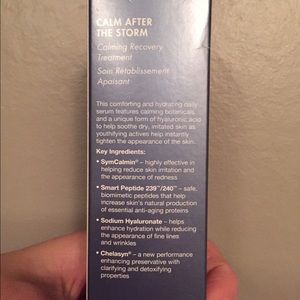 CALM AFTER
THE STORM
Calming Recovery
Treatment
Soin Rétablissement
Apaisant
This comforting and hydrating daily
serum features calming botanicals
and a unique form of hyaluronic acid
to help soothe dry, irritated skin as
youthifying actives help instantly
tighten the appearance of the skin.
Key Ingredients:
• SymCalmin® – highly effective in
helping reduce skin irritation and
the appearance of redness
• Smart Peptide 239™/240™ – safe,
biomimetic peptides that help
increase skin's natural production
of essential anti-aging proteins
• Sodium Hyaluronate – helps
enhance hydration while reducing
the appearance of fine lines
and wrinkles
• Chelasyn® – a new performance
enhancing preservative with
clarifying and detoxifying
properties